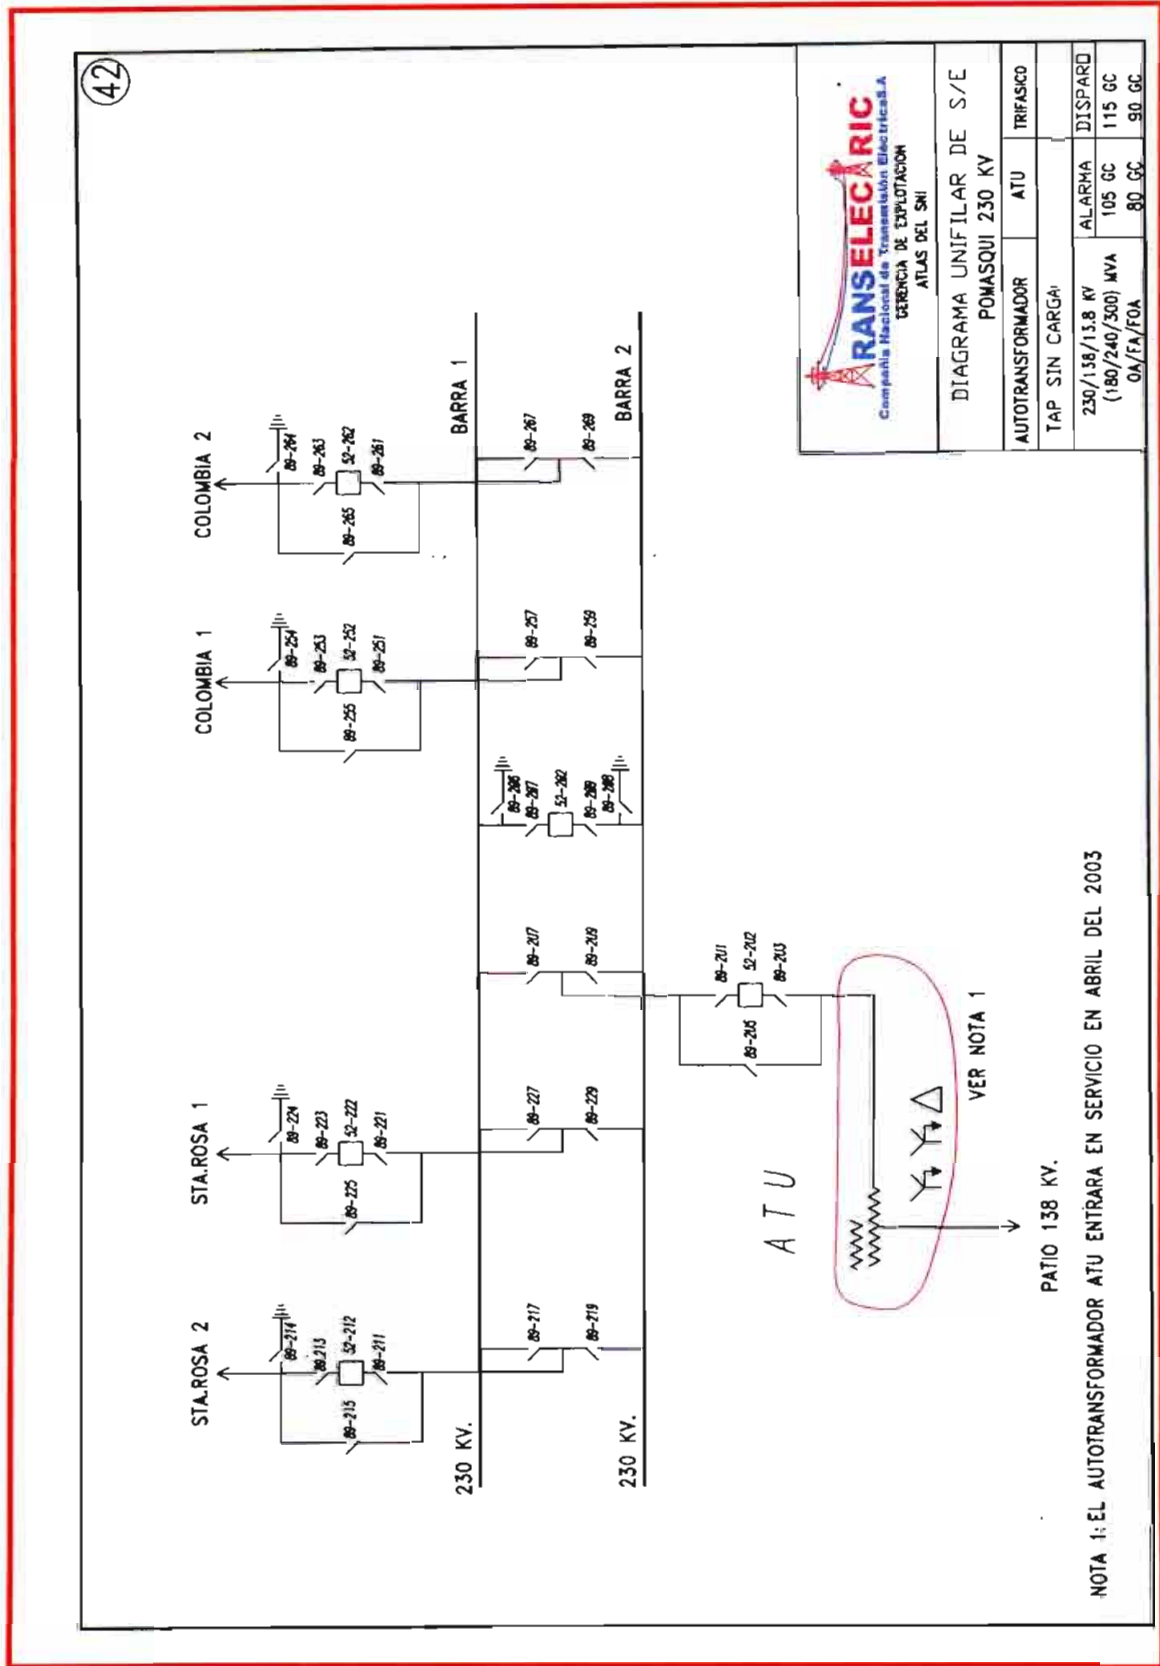 42
STA.ROSA 2
STA.ROSA 1
COLOMBIA 1
COLOMBIA 2
89-214
89-213
52-212
89-211
89-215
89-224
89-223
52-222
89-221
89-225
89-254
89-253
52-252
89-251
89-255
89-264
89-263
52-262
89-261
89-265
230 KV.
BARRA 1
89-217
89-219
89-227
89-229
89-2U7
89-2U9
89-206
89-207
52-202
89-209
89-208
89-257
89-259
89-267
89-269
230 KV.
BARRA 2
89-2U1
52-2U2
89-2U3
89-2U5
ATU
VER NOTA 1
PATIO 138 KV.
NOTA 1: EL AUTOTRANSFORMADOR ATU ENTRARA EN SERVICIO EN ABRIL DEL 2003
TRANSELECTRIC
Compañía Nacional de Transmisión Eléctrica S.A
GERENCIA DE EXPLOTACION
ATLAS DEL SNI
DIAGRAMA UNIFILAR DE S/E
POMASQUI 230 KV
AUTOTRANSFORMADOR ATU TRIFASICO
TAP SIN CARGA:
230/138/13.8 KV ALARMA DISPARO
(180/240/300) MVA 105 GC 115 GC
OA/FA/FOA 80 GC 90 GC